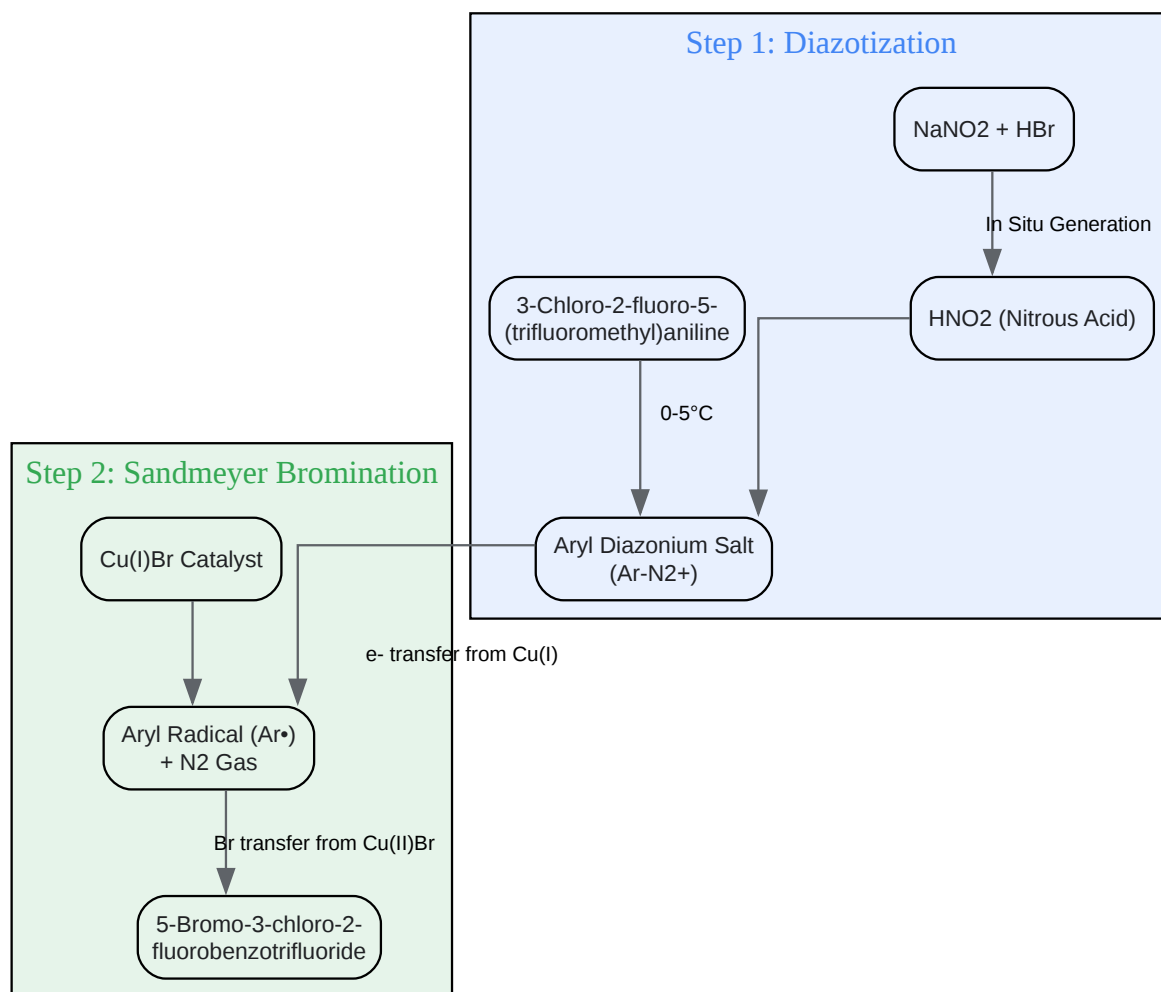 Step 1: Diazotization
NaNO2 + HBr
In Situ Generation
3-Chloro-2-fluoro-5-
(trifluoromethyl)aniline
HNO2 (Nitrous Acid)
0-5°C
Aryl Diazonium Salt
(Ar-N2+)
Step 2: Sandmeyer Bromination
Cu(I)Br Catalyst
e- transfer from Cu(I)
Aryl Radical (Ar•)
+ N2 Gas
Br transfer from Cu(II)Br
5-Bromo-3-chloro-2-
fluorobenzotrifluoride